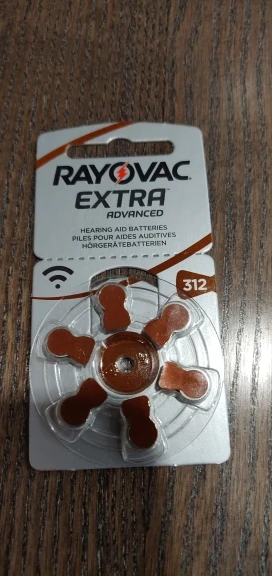 RAYOVAC
EXTRA
ADVANCED
HEARING AID BATTERIES
PILES POUR AIDES AUDITIVES
HÖRGERÄTEBATTERIEN
312